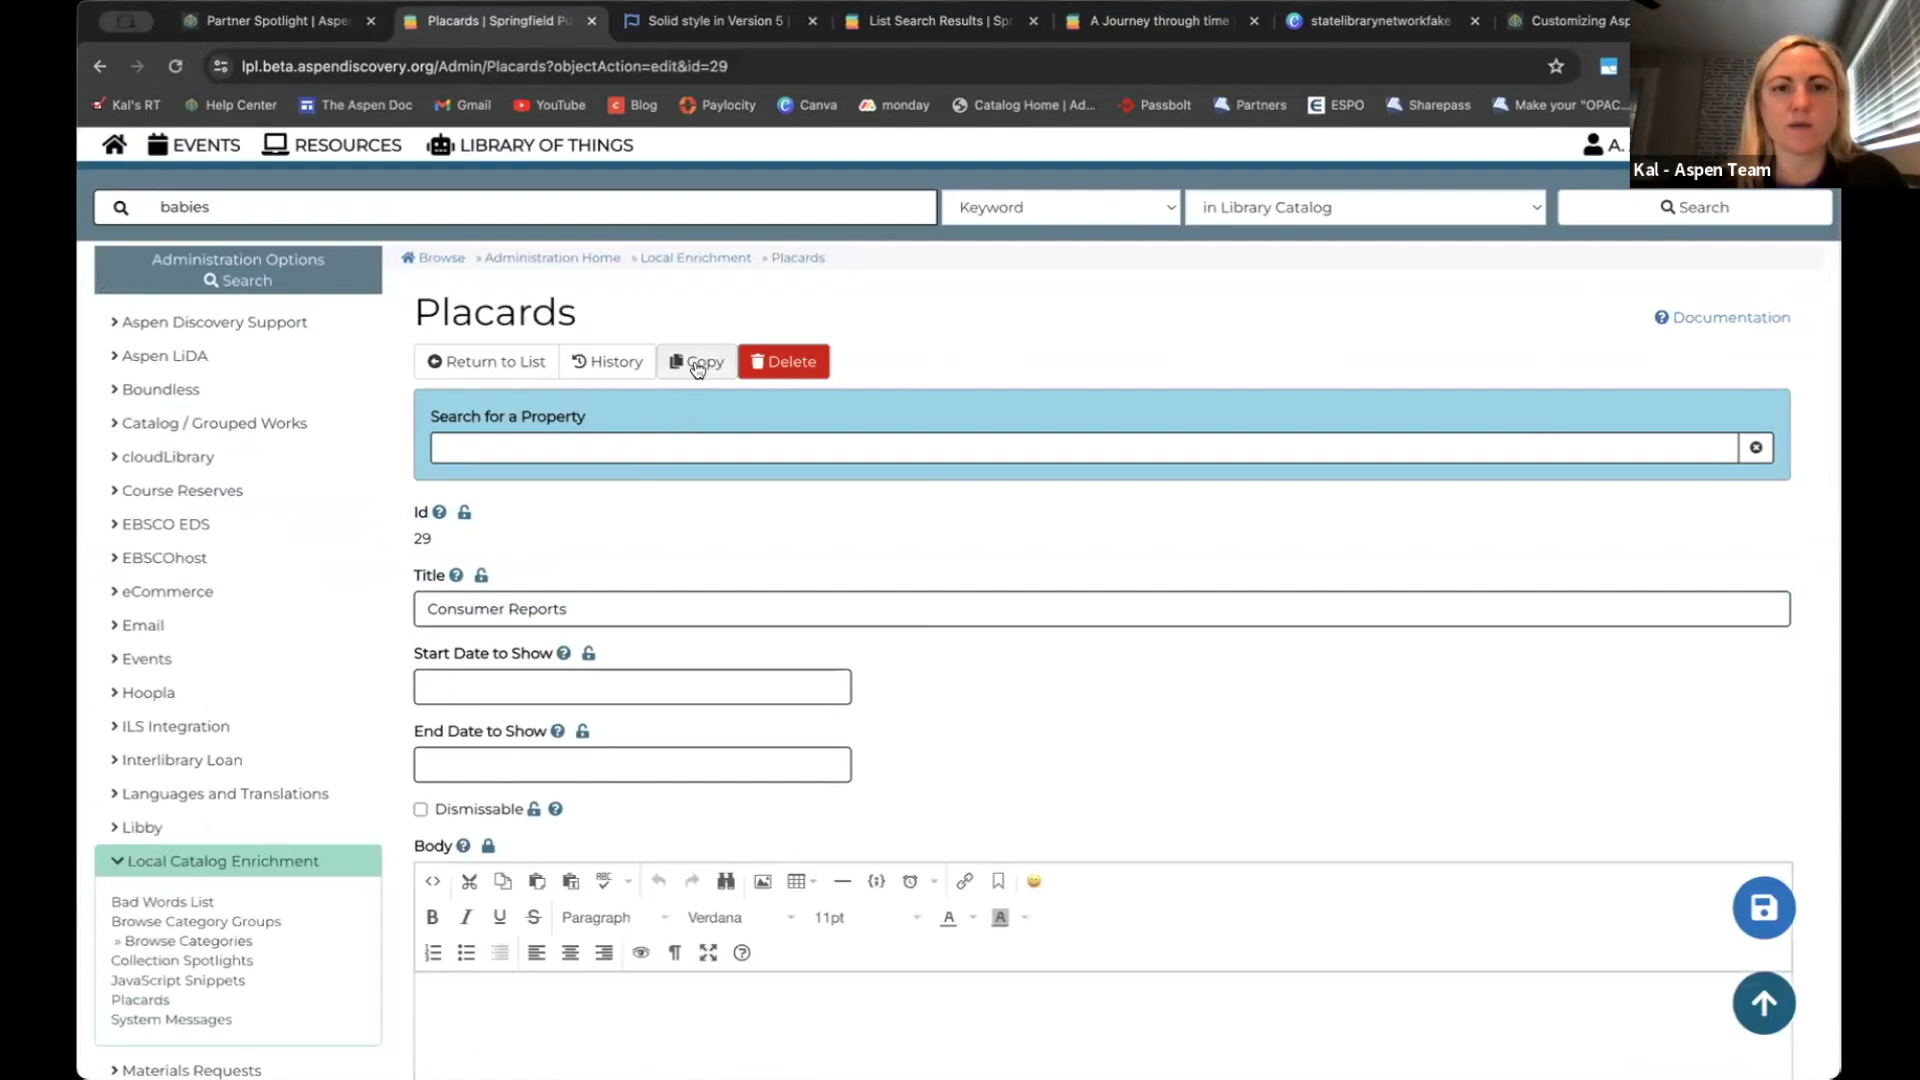 Partner Spotlight | Aspe
Placards | Springfield Pu
Solid style in Version 5
List Search Results | Sp
A Journey through time
statelibrarynetworkfake
Customizing Asp
lpl.beta.aspendiscovery.org/Admin/Placards?objectAction=edit&id=29
Kal's RT
Help Center
The Aspen Doc
Gmail
YouTube
Blog
Paylocity
Canva
monday
Catalog Home | Ad...
Passbolt
Partners
ESPO
Sharepass
Make your "OPAC...
EVENTS
RESOURCES
LIBRARY OF THINGS
A.
Kal - Aspen Team
babies
Keyword
in Library Catalog
Search
Administration Options
Search
Browse » Administration Home » Local Enrichment » Placards
Aspen Discovery Support
Aspen LiDA
Boundless
Catalog / Grouped Works
cloudLibrary
Course Reserves
EBSCO EDS
EBSCOhost
eCommerce
Email
Events
Hoopla
ILS Integration
Interlibrary Loan
Languages and Translations
Libby
Local Catalog Enrichment
Bad Words List
Browse Category Groups
» Browse Categories
Collection Spotlights
JavaScript Snippets
Placards
System Messages
Materials Requests
Placards
Documentation
Return to List
History
Copy
Delete
Search for a Property
Id
29
Title
Consumer Reports
Start Date to Show
End Date to Show
Dismissable
Body
Paragraph
Verdana
11pt